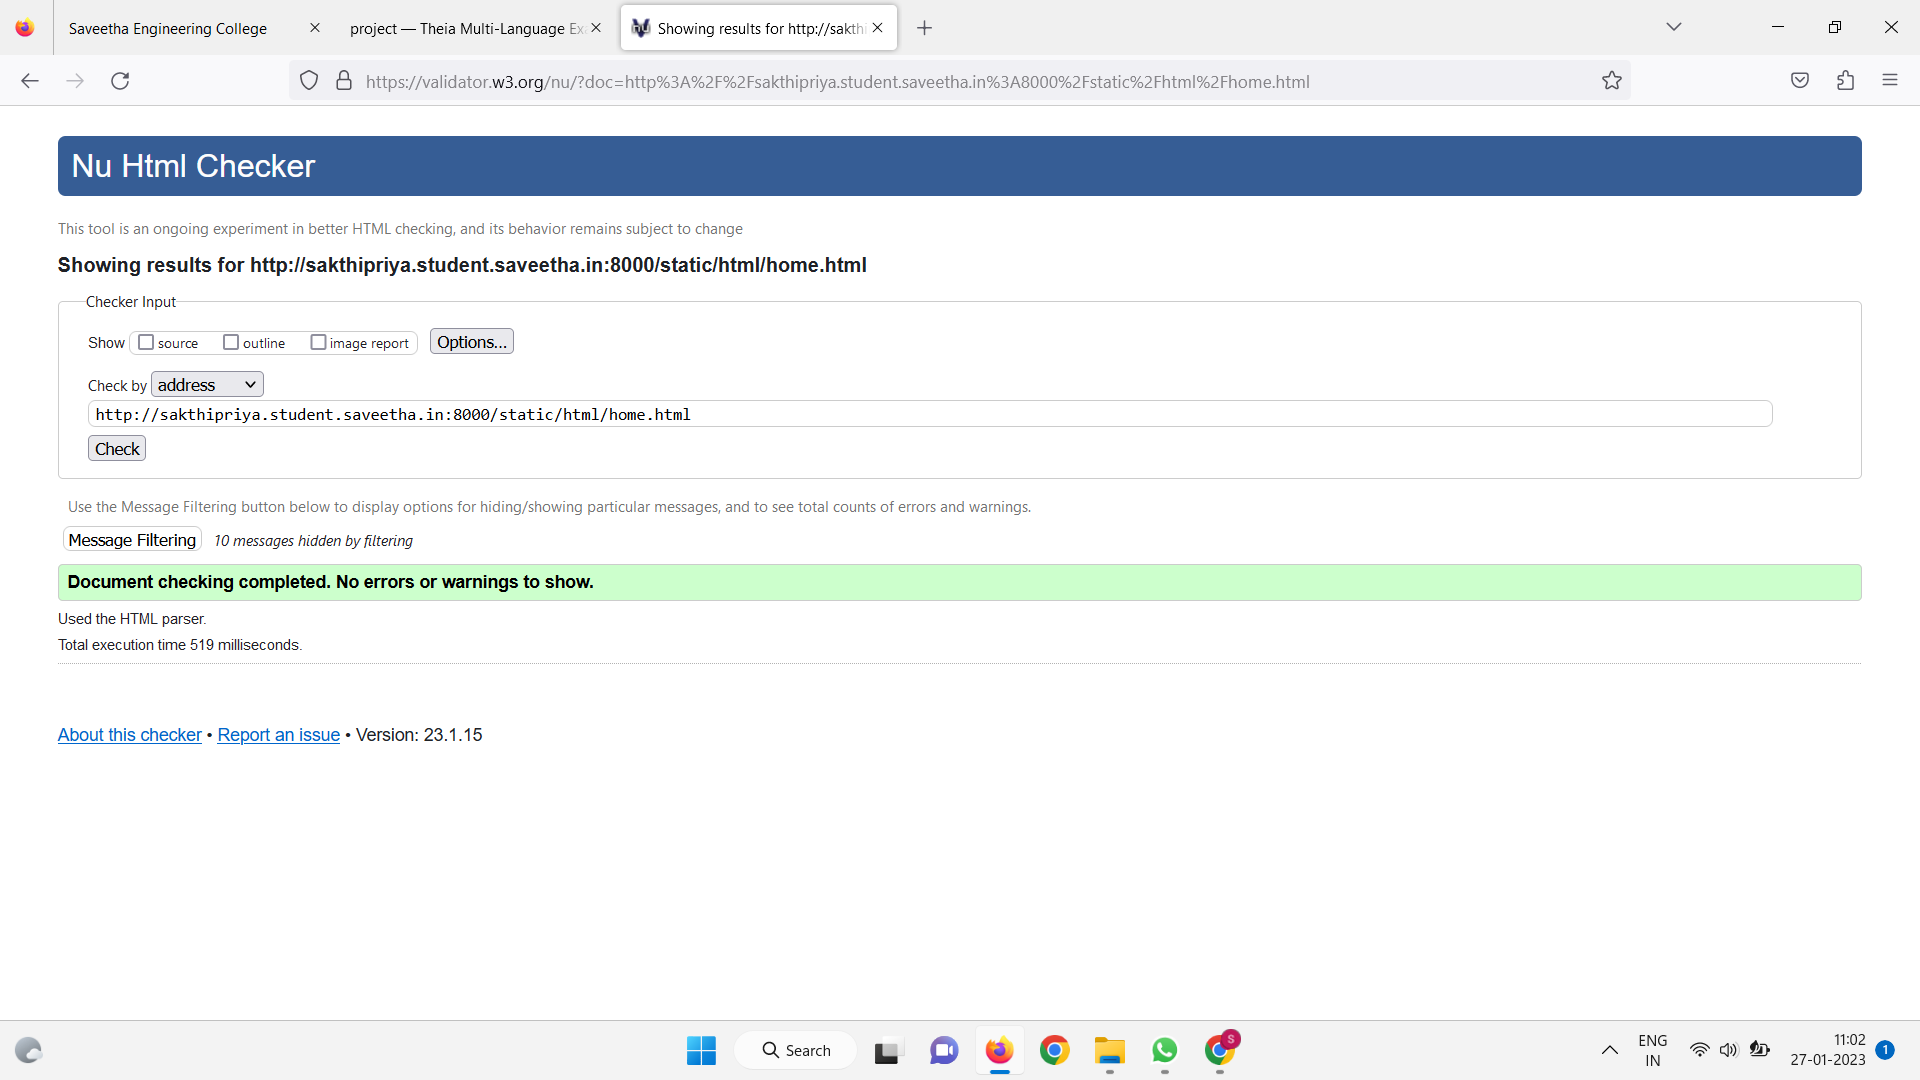 Saveetha Engineering College
project — Theia Multi-Language Ex
Showing results for http://sakthi
https://validator.w3.org/nu/?doc=http%3A%2F%2Fsakthipriya.student.saveetha.in%3A8000%2Fstatic%2Fhtml%2Fhome.html
Nu Html Checker
This tool is an ongoing experiment in better HTML checking, and its behavior remains subject to change
Showing results for http://sakthipriya.student.saveetha.in:8000/static/html/home.html
Checker Input
Show source outline image report Options...
Check by address
http://sakthipriya.student.saveetha.in:8000/static/html/home.html
Check
Use the Message Filtering button below to display options for hiding/showing particular messages, and to see total counts of errors and warnings.
Message Filtering 10 messages hidden by filtering
Document checking completed. No errors or warnings to show.
Used the HTML parser.
Total execution time 519 milliseconds.
About this checker • Report an issue • Version: 23.1.15
Search
S
ENG
IN
11:02
27-01-2023
1